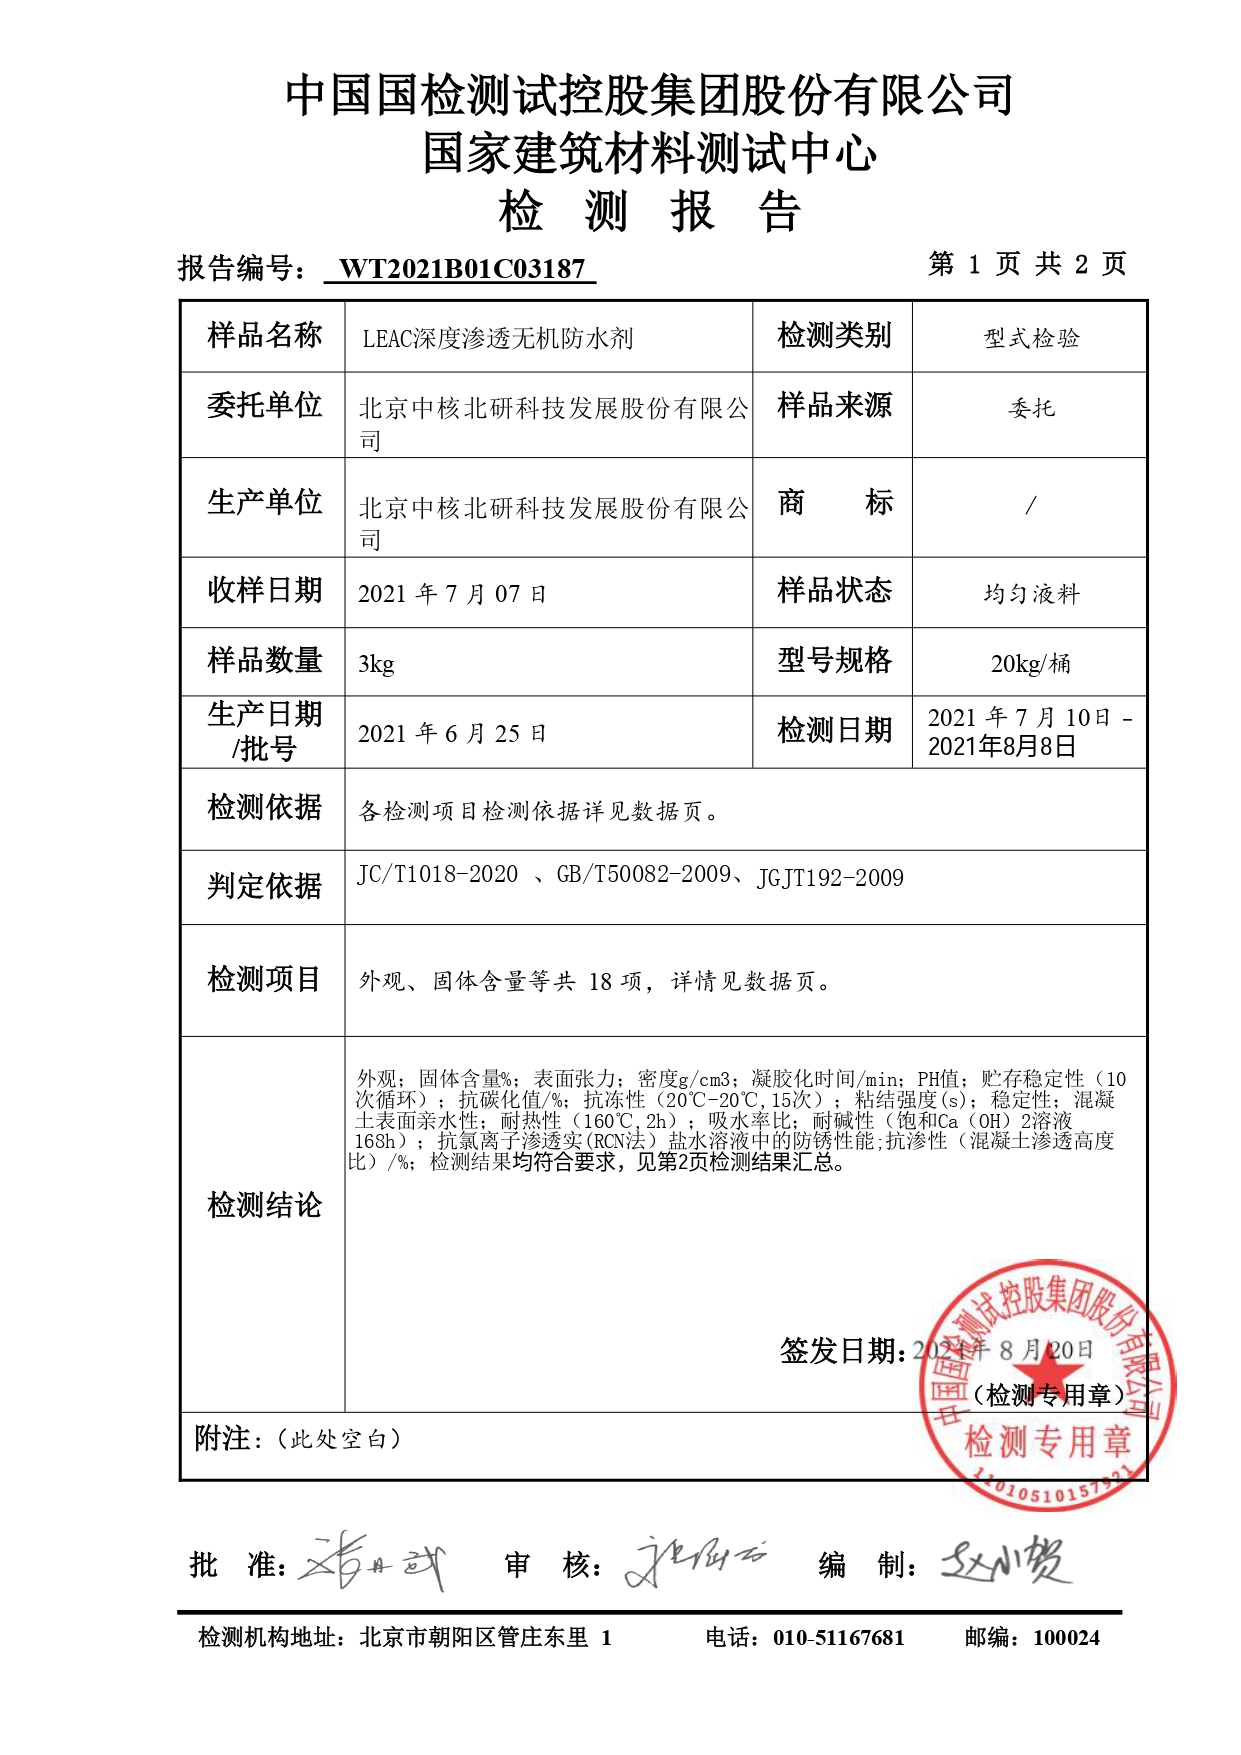 中国国检测试控股集团股份有限公司
国家建筑材料测试中心
检 测 报 告
报告编号： WT2021B01C03187
第 1 页 共 2 页
样品名称 LEAC深度渗透无机防水剂 检测类别 型式检验
委托单位 北京中核北研科技发展股份有限公
司
样品来源 委托
生产单位 北京中核北研科技发展股份有限公
司
商 标 /
收样日期 2021 年 7 月 07 日 样品状态 均匀液料
样品数量 3kg 型号规格 20kg/桶
生产日期
/批号
2021 年 6 月 25 日 检测日期
2021 年 7 月 10日 –
2021年8月8日
检测依据 各检测项目检测依据详见数据页。
判定依据 JC/T1018-2020 、GB/T50082-2009、JGJT192-2009
检测项目 外观、固体含量等共 18 项，详情见数据页。
检测结论
外观；固体含量%；表面张力；密度g/cm3；凝胶化时间/min；PH值；贮存稳定性（10
次循环）；抗碳化值/%；抗冻性（20℃-20℃,15次）；粘结强度(s)；稳定性；混凝
土表面亲水性；耐热性（160℃,2h）；吸水率比；耐碱性（饱和Ca（OH）2溶液
168h）；抗氯离子渗透实(RCN法）盐水溶液中的防锈性能;抗渗性（混凝土渗透高度
比）/%；检测结果均符合要求，见第2页检测结果汇总。
签发日期：2021年 8 月 20日
（检测专用章）
中国国检测试控股集团股份有限公司
检测专用章
11010510157921
附注：（此处空白）
批 准： 审 核： 编 制：赵小贺
检测机构地址：北京市朝阳区管庄东里 1 电话：010-51167681 邮编：100024